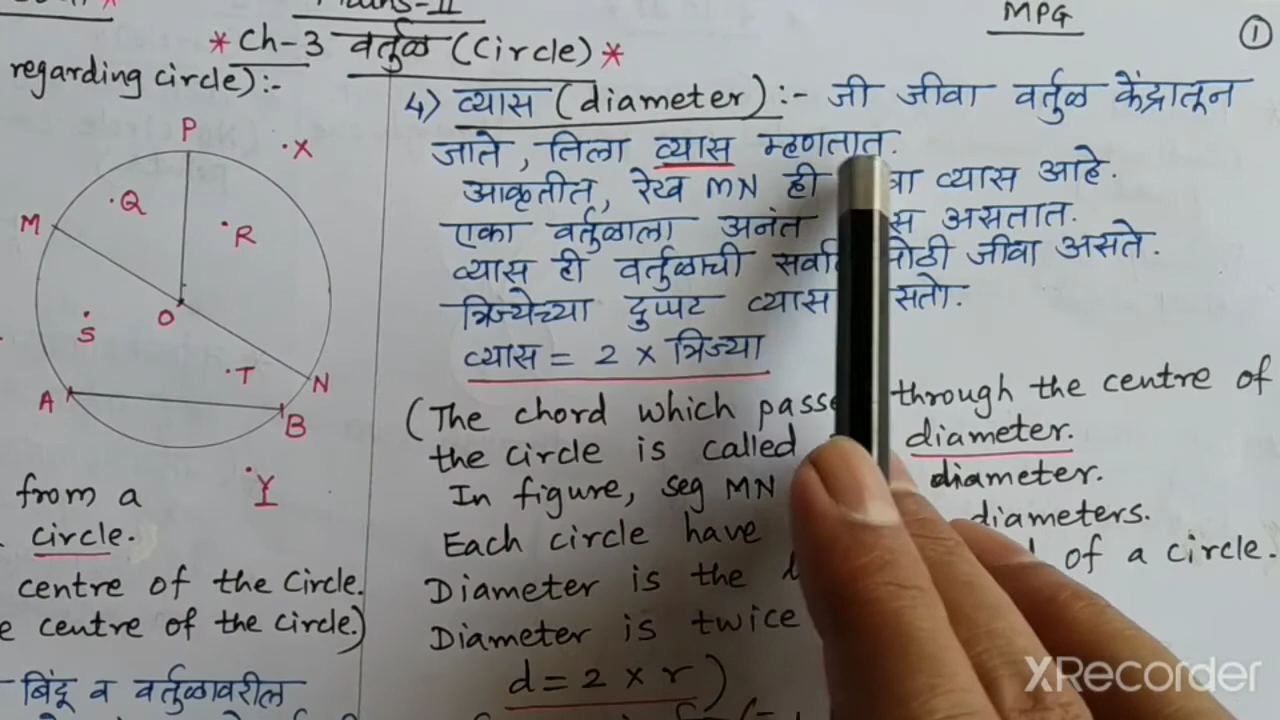 Maths-II
MPG
1
*Ch-3 वर्तुळ (Circle)*
regarding circle):-
P
X
Q
R
M
O
S
T
N
A
B
Y
from a
circle.
centre of the Circle.
centre of the circle.)
बिंदू व वर्तुळावरील
4) व्यास (diameter) :- जी जीवा वर्तुळ केंद्रातून
जाते, तिला व्यास म्हणतात.
आकृतीत, रेख MN ही व्यास आहे.
एका वर्तुळाला अनंत असतात.
व्यास ही वर्तुळाची जीवा असते.
त्रिज्येच्या दुप्पट व्यास
व्यास = 2 × त्रिज्या
(The chord which through the centre of
the circle is called diameter.
In figure, seg MN diameter.
Each circle have diameters.
Diameter is the of a circle.
Diameter is twice
d = 2 × r )
XRecorder